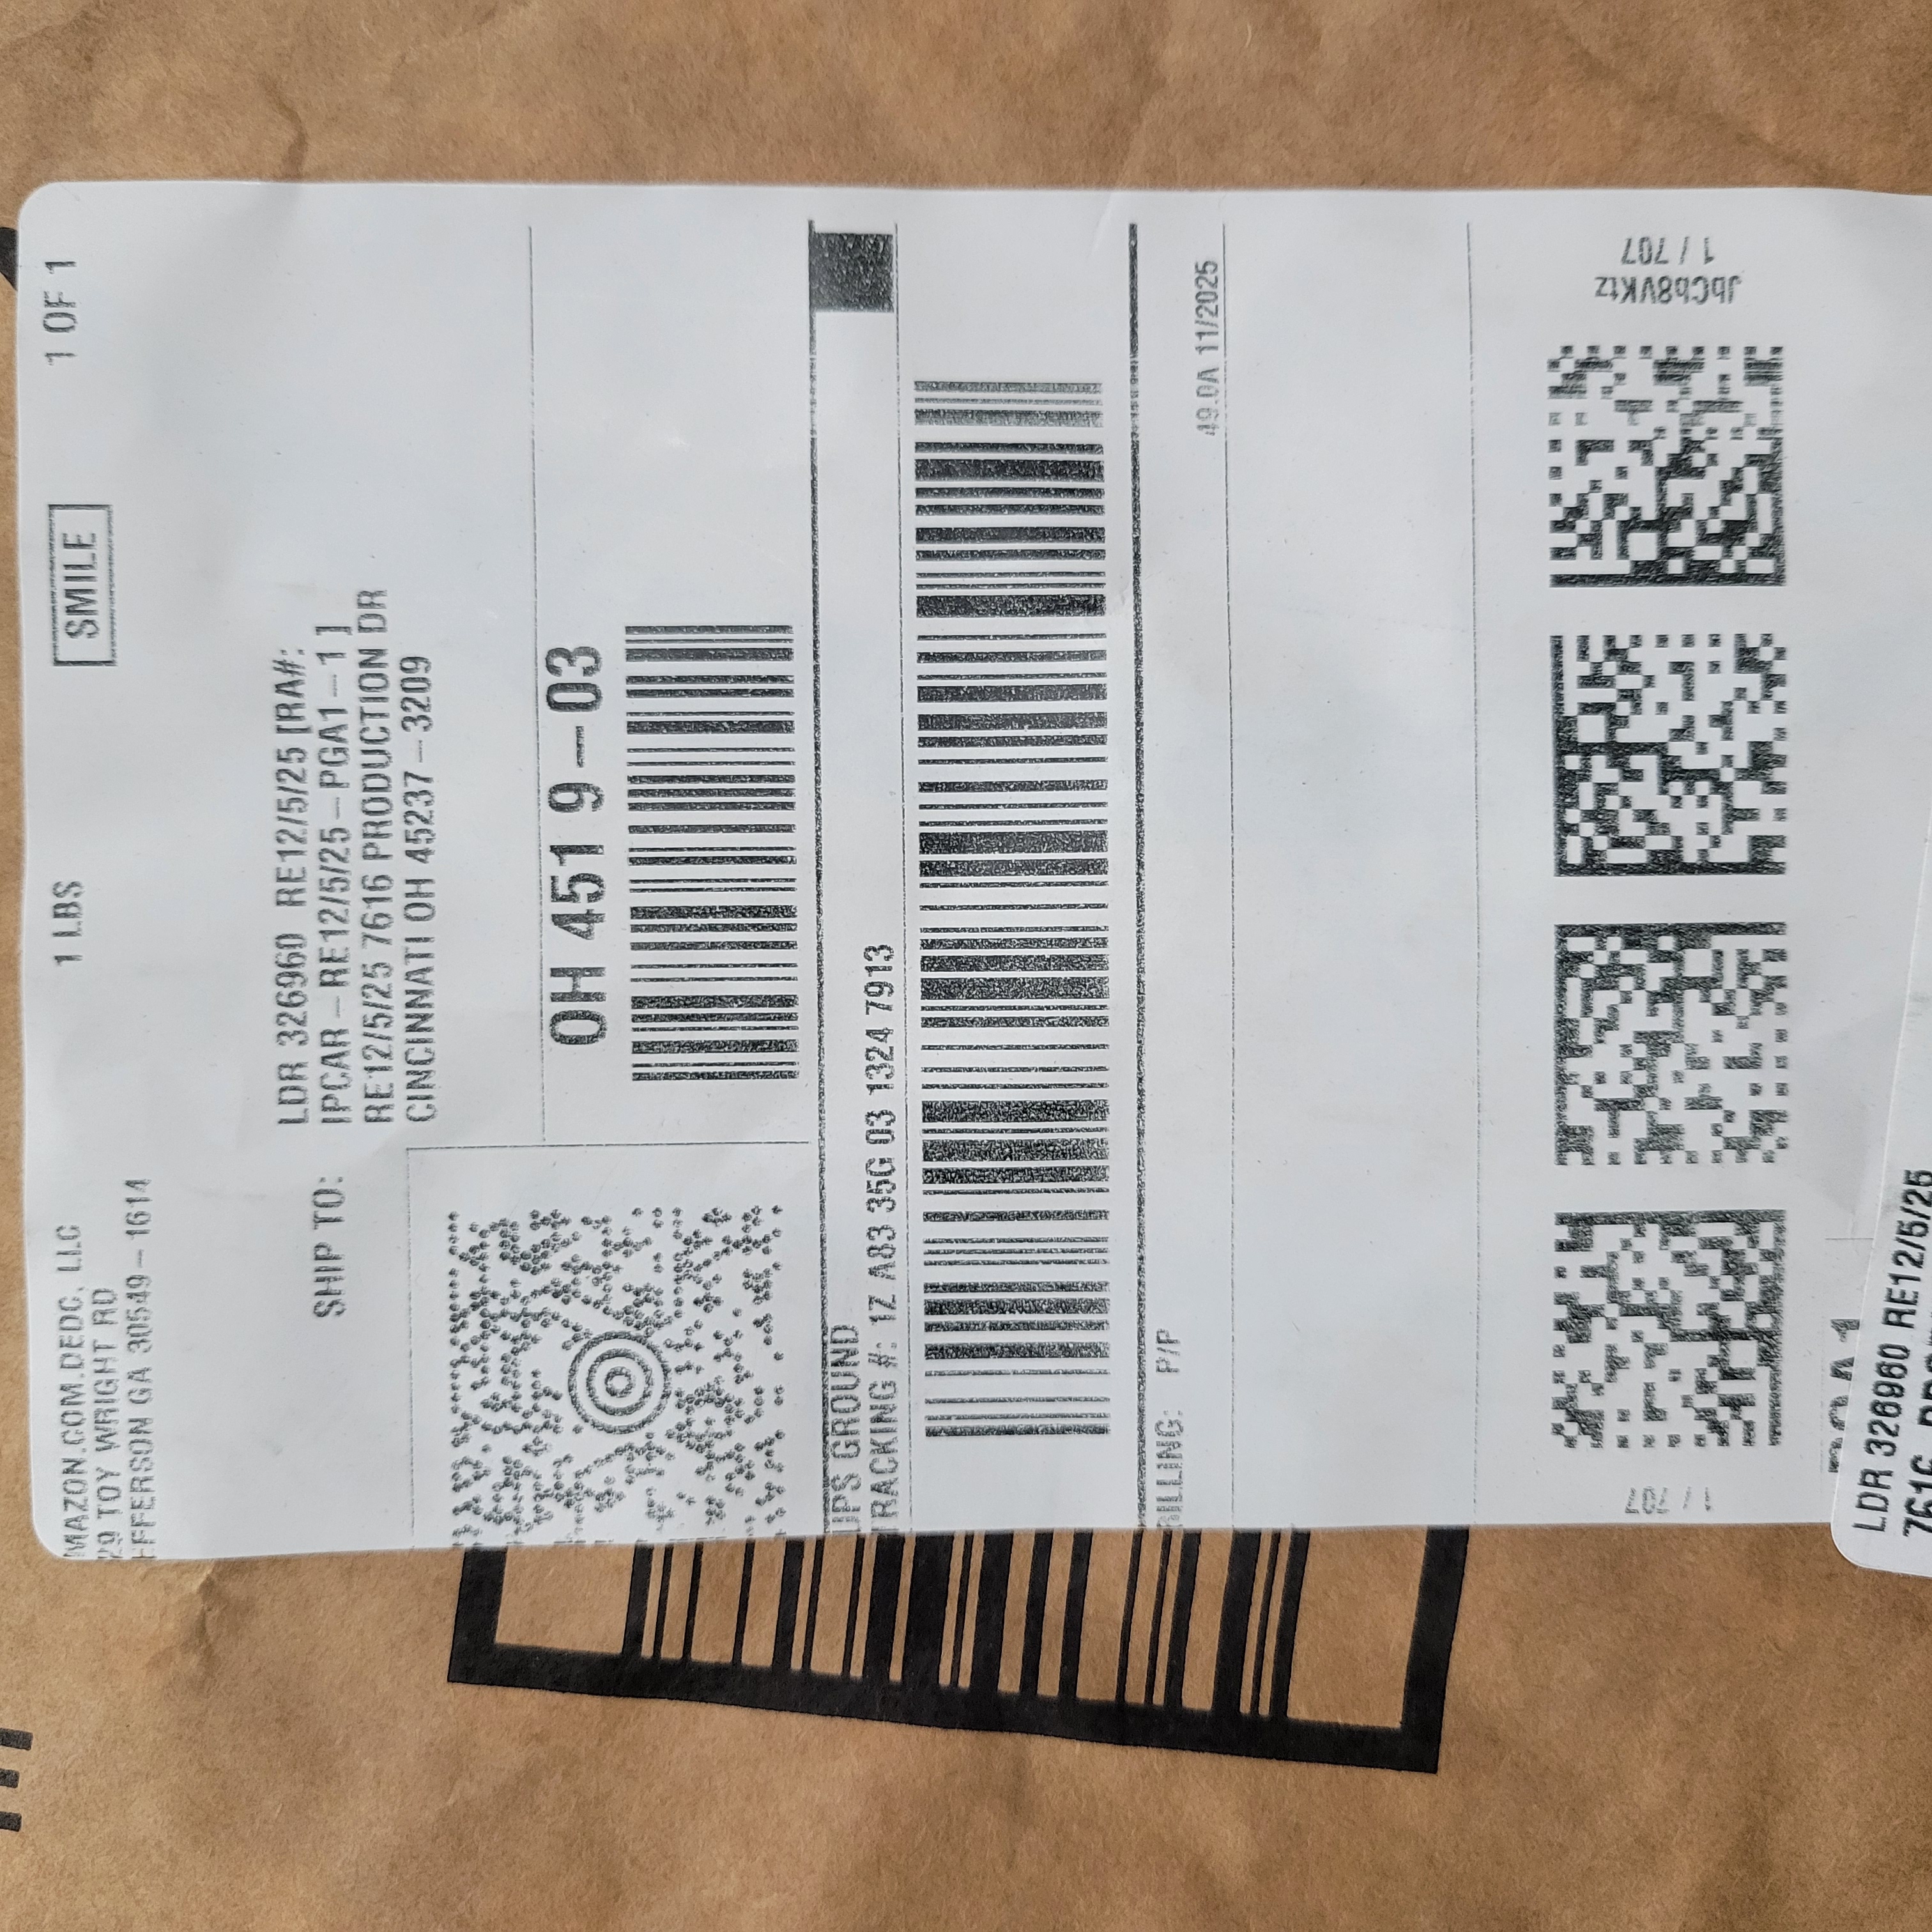 MAZON.COM.DEDC, LLC
29 TOY WRIGHT RD
EFFERSON GA 30549-1614
1 LBS
SMILE
1 OF 1
SHIP TO:
LDR 326960 RE12/5/25 [RA#:
IPCAR-RE12/5/25-PGA1-1 ]
RE12/5/25 7616 PRODUCTION DR
CINCINNATI OH 45237-3209
OH 451 9-03
UPS GROUND
TRACKING #: 1Z A83 35G 03 1324 7913
BILLING: P/P
49.0A 11/2025
JbCb8VKtz
1 / 707
1 / 707
LDR 326960 RE12/5/25
7616